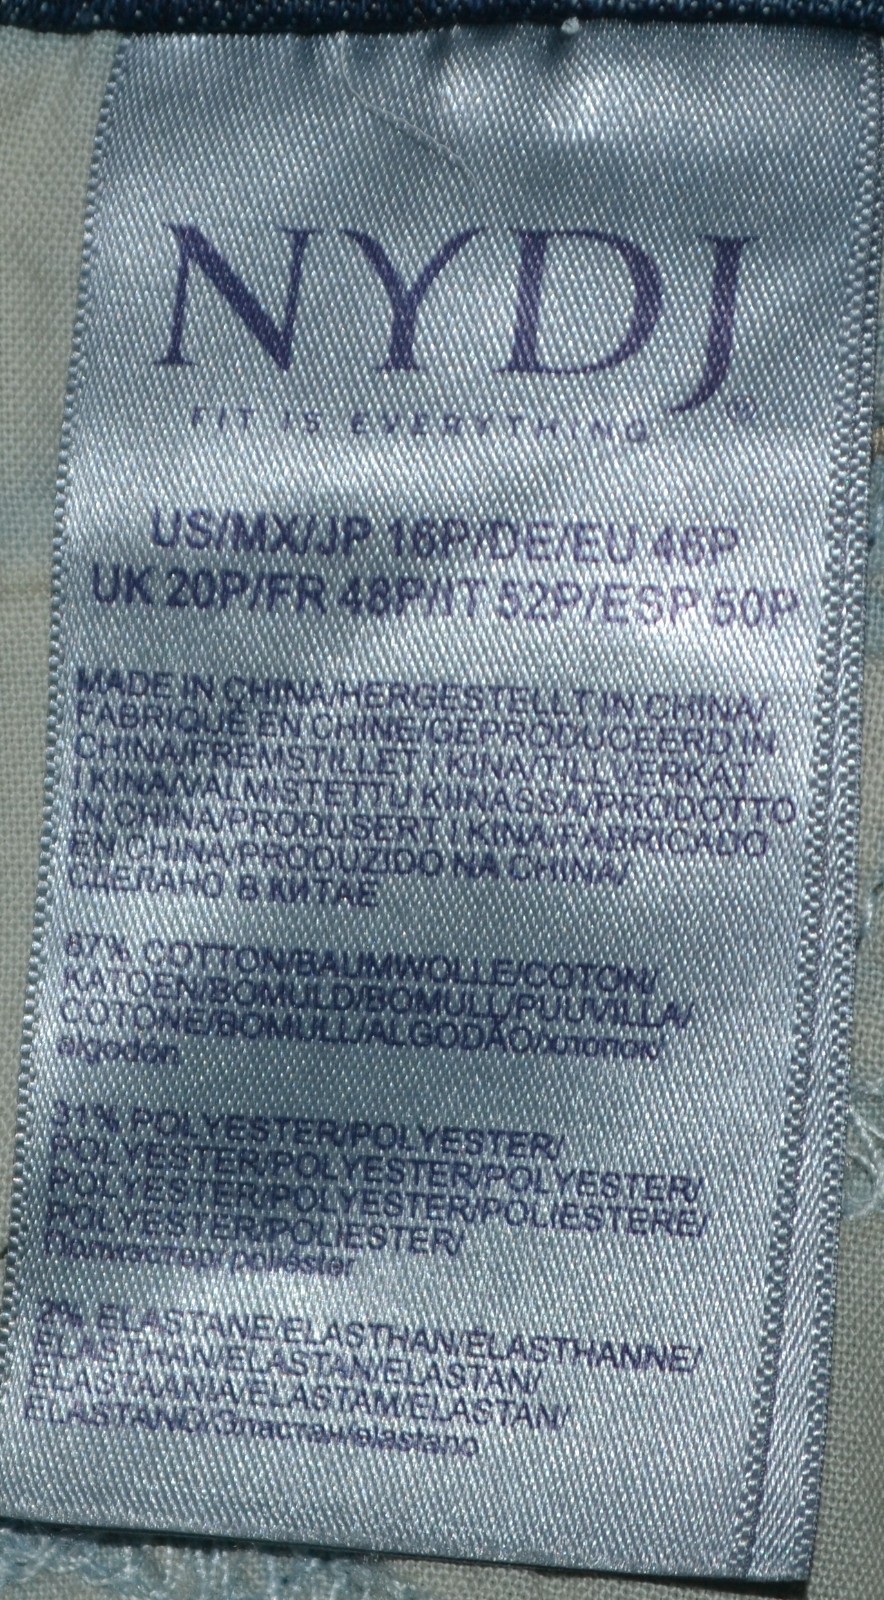 NYDJ®
FIT IS EVERYTHING
US/MX/JP 16P/DE/EU 46P
UK 20P/FR 48P/IT 52P/ESP 50P
MADE IN CHINA/HERGESTELLT IN CHINA/
FABRIQUÉ EN CHINE/GEPRODUCEERD IN
CHINA/FREMSTILLET I KINA/TILLVERKAT
I KINA/VALMISTETTU KIINASSA/PRODOTTO
IN CHINA/PRODUSERT I KINA/FABRICADO
EM CHINA/PRODUZIDO NA CHINA/
СДЕЛАНО В КИТАЕ
67% COTTON/BAUMWOLLE/COTON/
KATOEN/BOMULD/BOMULL/PUUVILLA/
COTONE/BOMULL/ALGODÃO/хлопок/
algodón
31% POLYESTER/POLYESTER/
POLYESTER/POLYESTER/POLYESTER/
POLYESTER/POLYESTER/POLIESTERE/
POLYESTER/POLIESTER/
Полиэстер/poliéster
2% ELASTANE/ELASTHAN/ELASTHANNE/
ELASTHAN/ELASTAN/ELASTAN/
ELASTAANIA/ELASTAM/ELASTAN/
ELASTANO/Эластан/elastano